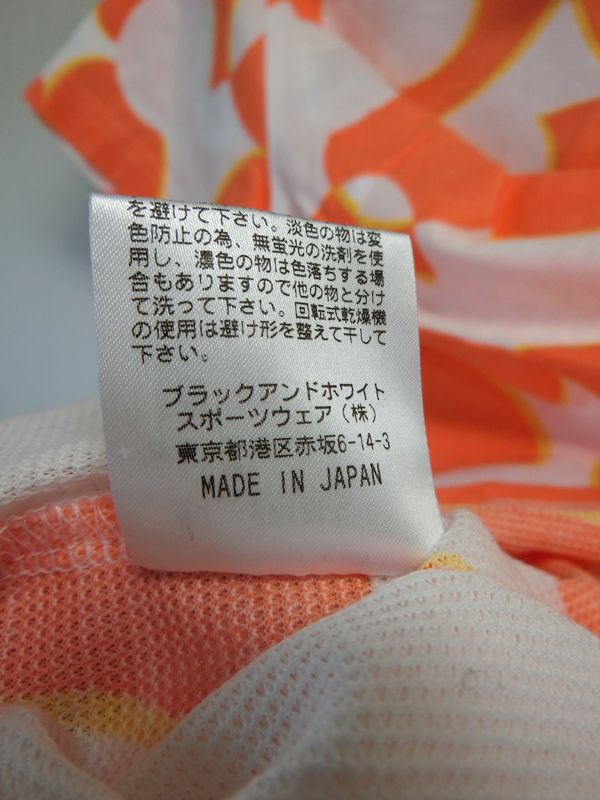 を避けて下さい。淡色の物は変
色防止の為、無蛍光の洗剤を使
用し、濃色の物は色落ちする場
合もありますので他の物と分け
て洗って下さい。回転式乾燥機
の使用は避け形を整えて干して
下さい。
ブラックアンドホワイト
スポーツウェア(株)
東京都港区赤坂6-14-3
MADE IN JAPAN